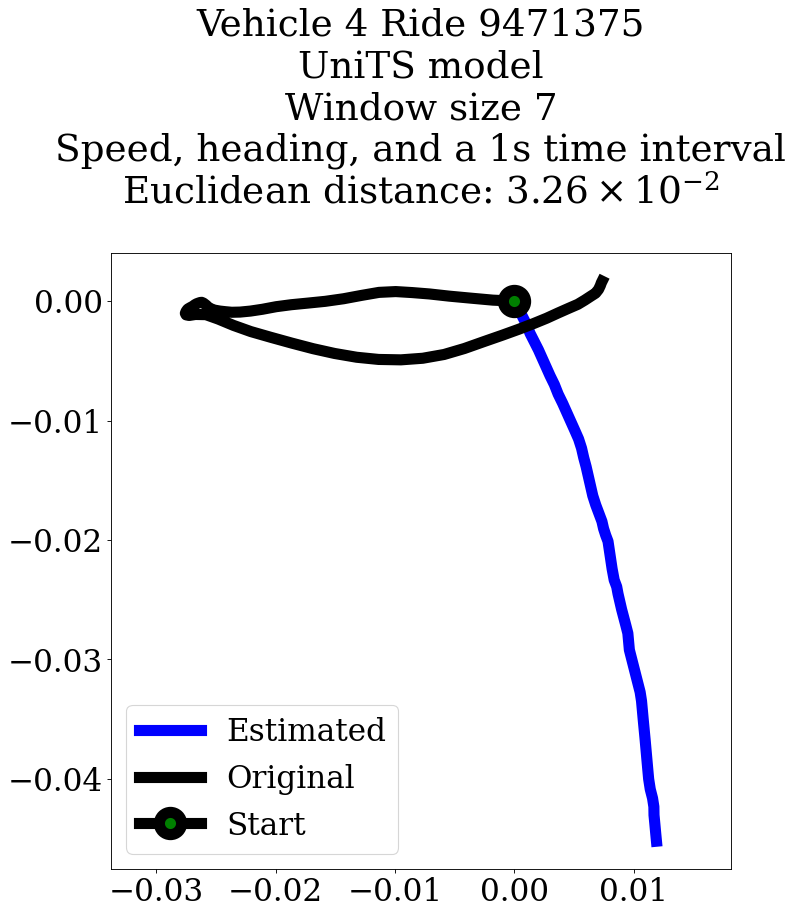 Vehicle 4 Ride 9471375
UniTS model
Window size 7
Speed, heading, and a 1s time interval
Euclidean distance: 3.26 × 10⁻²
0.00
−0.01
−0.02
−0.03
−0.04
Estimated
Original
Start
−0.03 −0.02 −0.01 0.00 0.01